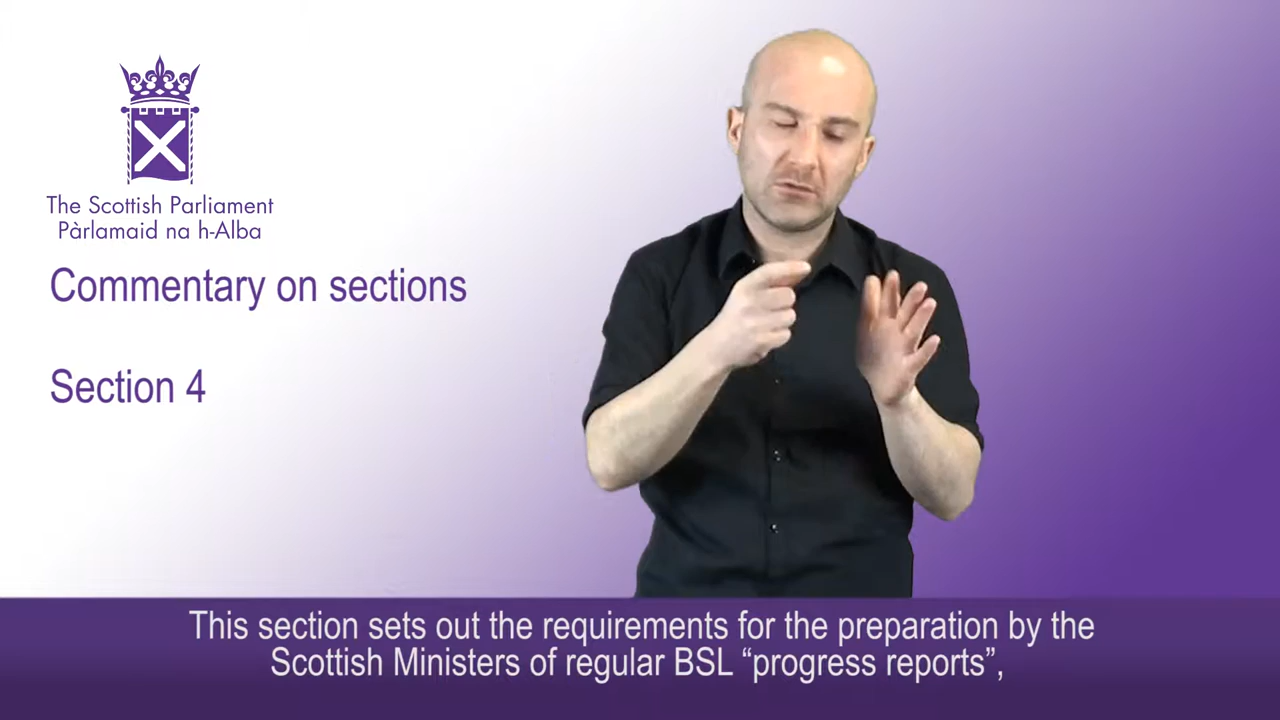 The Scottish Parliament
Pàrlamaid na h-Alba
Commentary on sections
Section 4
This section sets out the requirements for the preparation by the
Scottish Ministers of regular BSL “progress reports”,